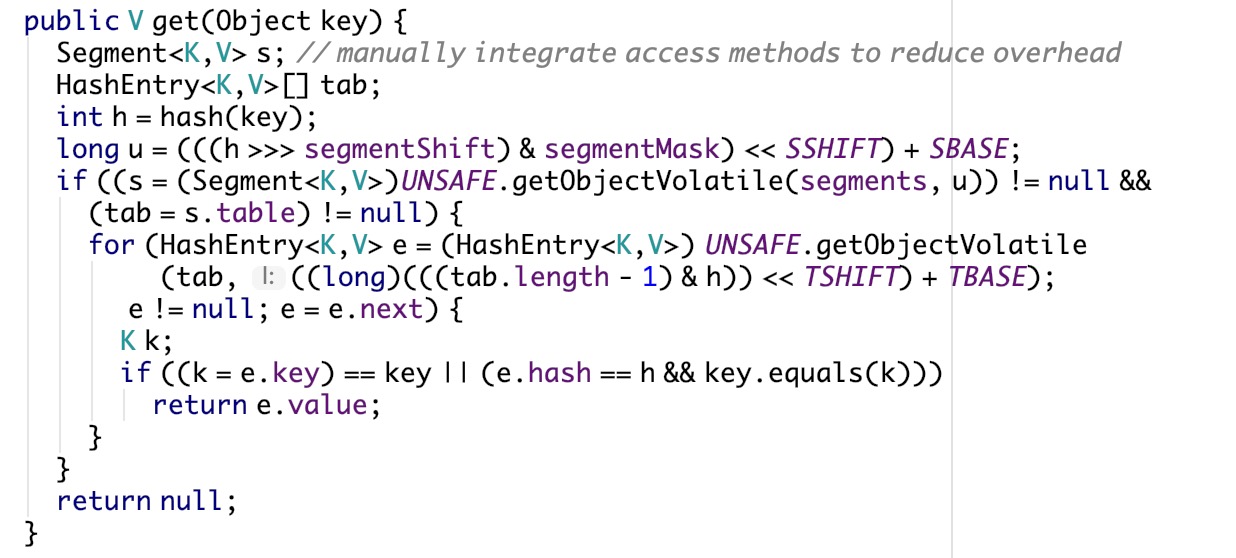 public V get(Object key) {
Segment<K,V> s; // manually integrate access methods to reduce overhead
HashEntry<K,V>[] tab;
int h = hash(key);
long u = (((h >>> segmentShift) & segmentMask) << SSHIFT) + SBASE;
if ((s = (Segment<K,V>)UNSAFE.getObjectVolatile(segments, u)) != null &&
(tab = s.table) != null) {
for (HashEntry<K,V> e = (HashEntry<K,V>) UNSAFE.getObjectVolatile
(tab, l: ((long)(((tab.length - 1) & h)) << TSHIFT) + TBASE);
e != null; e = e.next) {
K k;
if ((k = e.key) == key || (e.hash == h && key.equals(k)))
return e.value;
}
}
return null;
}